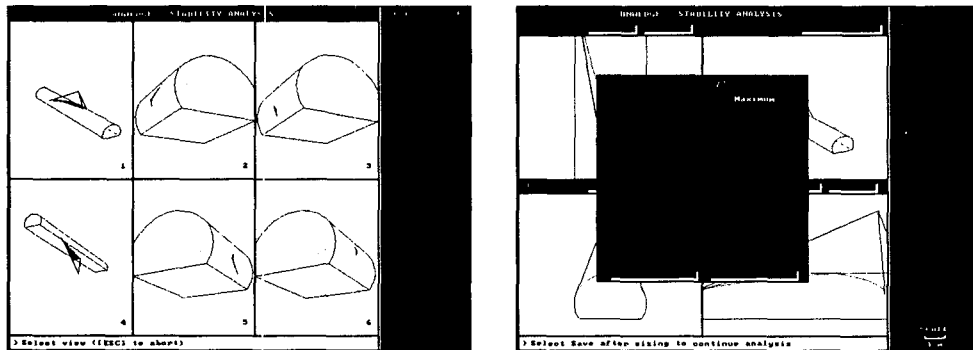 STABILITY ANALYSIS
1
2
3
4
5
6
> Select view ([ESC] to abort)
STABILITY ANALYSIS
Maximum
> Select Save after sizing to continue analysis